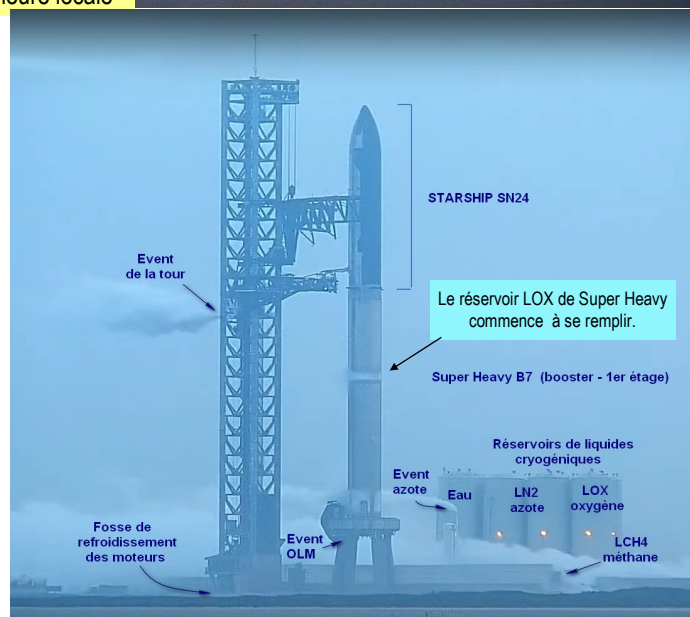 heure locale
STARSHIP SN24
Event
de la tour
Le réservoir LOX de Super Heavy
commence à se remplir.
Super Heavy B7 (booster - 1er étage)
Réservoirs de liquides
cryogéniques
Event
azote
Eau
LN2
azote
LOX
oxygène
Fosse de
refroidissement
des moteurs
Event
OLM
LCH4
méthane